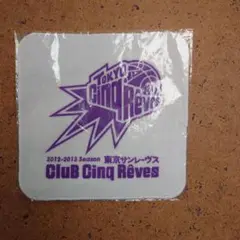 TOKYO
Cinq
Rêves
2012-2013 Season 東京サンレーヴス
Club Cinq Rêves